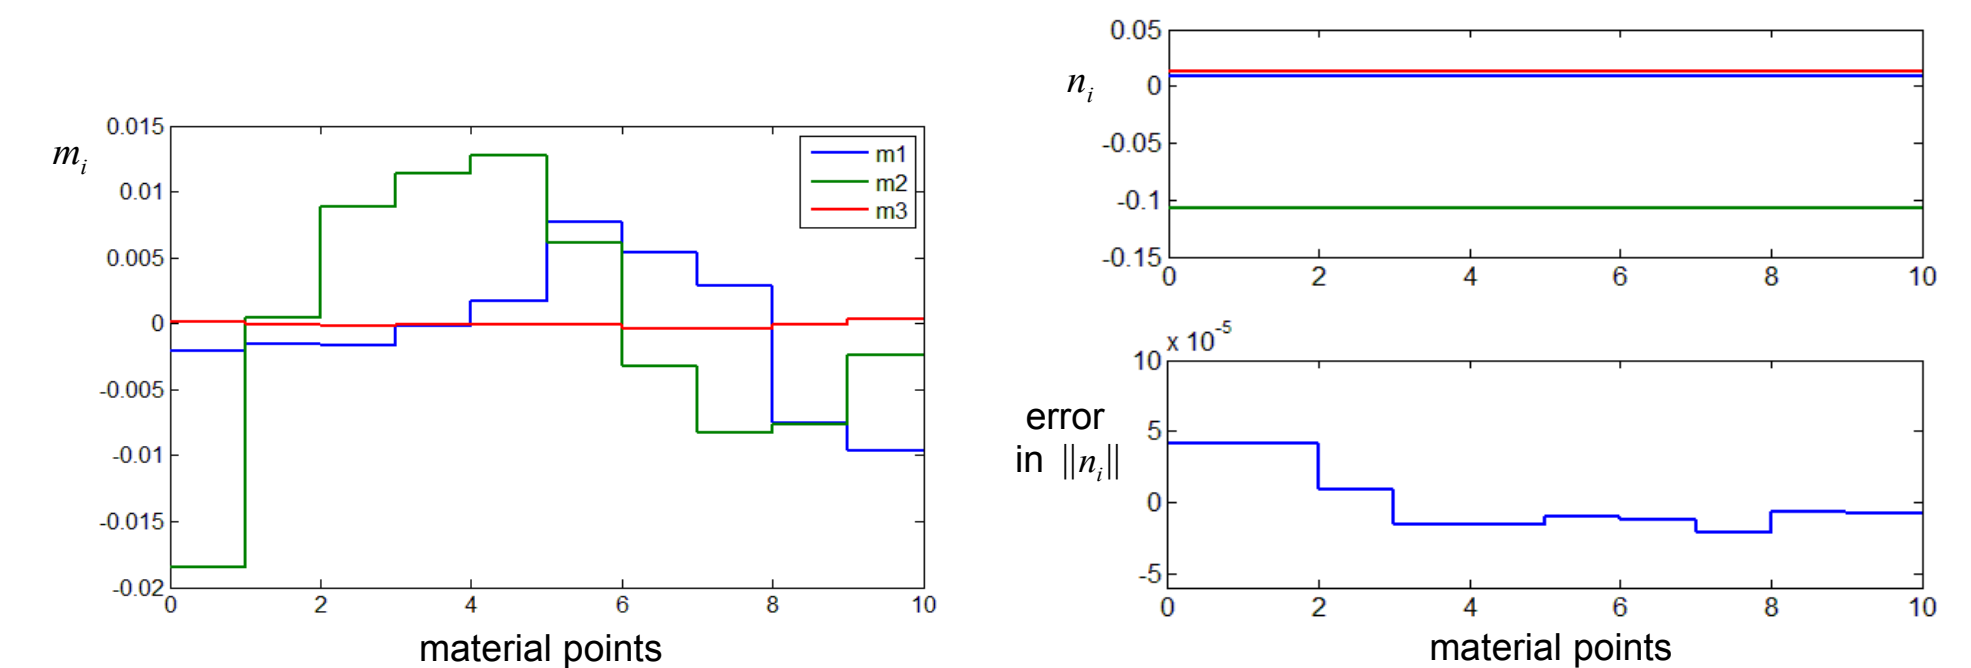 m_i
0.015
0.01
0.005
0
-0.005
-0.01
-0.015
-0.02
0 2 4 6 8 10
m1
m2
m3
material points
n_i
0.05
0
-0.05
-0.1
-0.15
0 2 4 6 8 10
x 10^-5
error
in ||n_i||
10
5
0
-5
0 2 4 6 8 10
material points